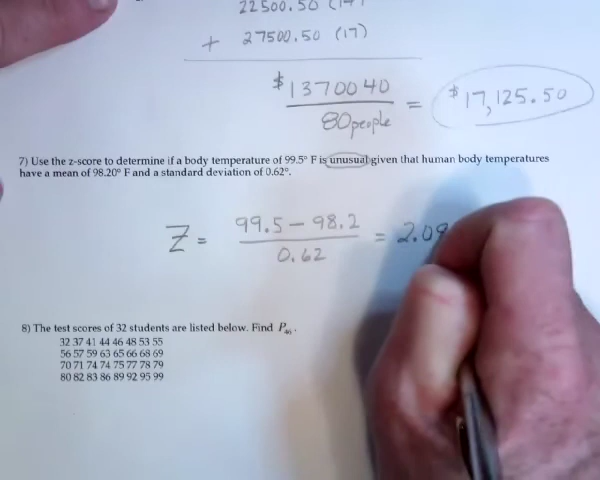 22500.50 (14)
+ 27500.50 (17)
$1370040
80 people
= $17,125.50
7) Use the z-score to determine if a body temperature of 99.5° F is unusual given that human body temperatures
have a mean of 98.20° F and a standard deviation of 0.62°.
Z = 99.5 - 98.2
0.62
= 2.09
8) The test scores of 32 students are listed below. Find P46.
32 37 41 44 46 48 53 55
56 57 59 63 65 66 68 69
70 71 74 74 75 77 78 79
80 82 83 86 89 92 95 99